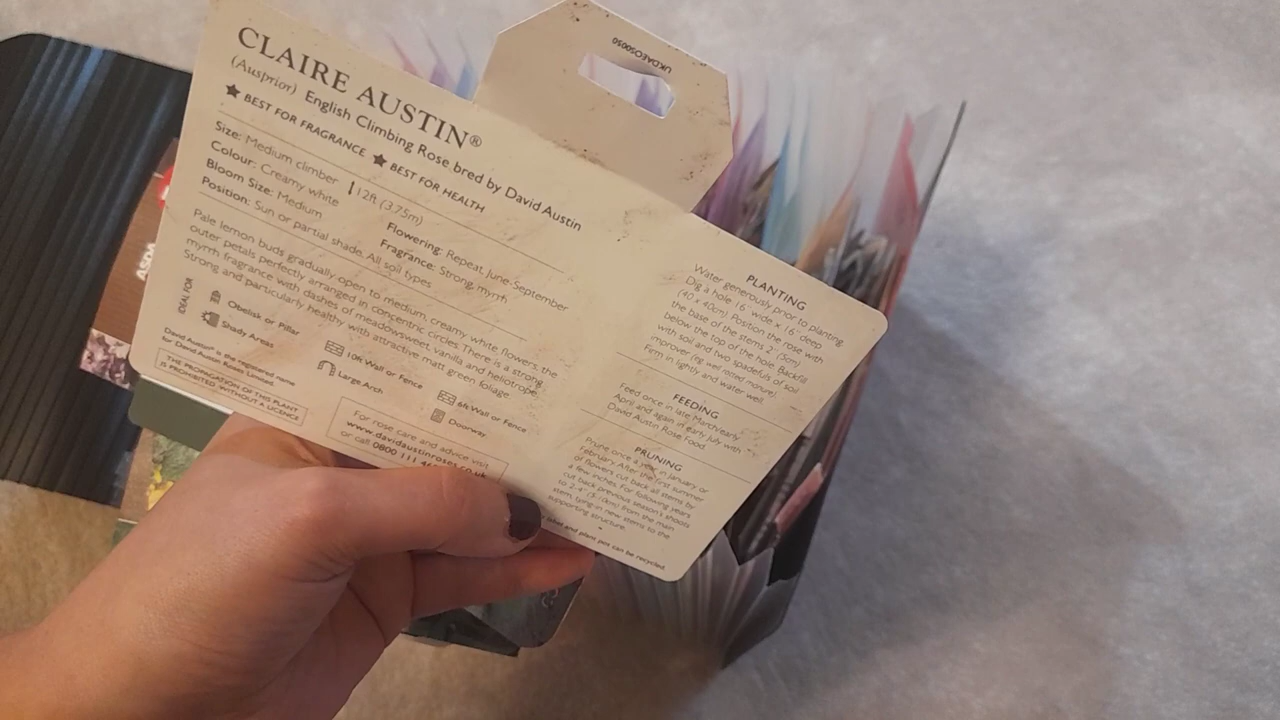 UKDAEOS0050
CLAIRE AUSTIN®
(Ausprior) English Climbing Rose bred by David Austin
★ BEST FOR FRAGRANCE ★ BEST FOR HEALTH
Size: Medium climber 12ft (3.75m)
Colour: Creamy white
Bloom Size: Medium
Position: Sun or partial shade. All soil types
Flowering: Repeat, June-September
Fragrance: Strong, myrrh
Pale lemon buds gradually open to medium, creamy white flowers, the
outer petals perfectly arranged in concentric circles. There is a strong
myrrh fragrance with dashes of meadowsweet, vanilla and heliotrope.
Strong and particularly healthy with attractive matt green foliage.
IDEAL FOR
Obelisk or Pillar
Shady Areas
10ft Wall or Fence
Large Arch
6ft Wall or Fence
Doorway
David Austin® is the registered name
for David Austin Roses Limited.
THE PROPAGATION OF THIS PLANT
IS PROHIBITED WITHOUT A LICENCE
For rose care and advice visit
www.davidaustinroses.co.uk
or call 0800 111
PLANTING
Water generously prior to planting.
Dig a hole 16" wide x 16" deep
(40 x 40cm) Position the rose with
the base of the stems 2" (5cm)
below the top of the hole. Backfill
with soil and two spadefuls of soil
improver (eg well rotted manure).
Firm in lightly and water well.
FEEDING
Feed once in late March/early
April and again in early July with
David Austin Rose Food.
PRUNING
Prune once a year in January or
February. After the first summer
of flowers cut back all stems by
a few inches. For following years
cut back previous season's shoots
to 2-4" (5-10cm) from the main
stem, tying in new stems to the
supporting structure.
label and plant pot can be recycled
ASD